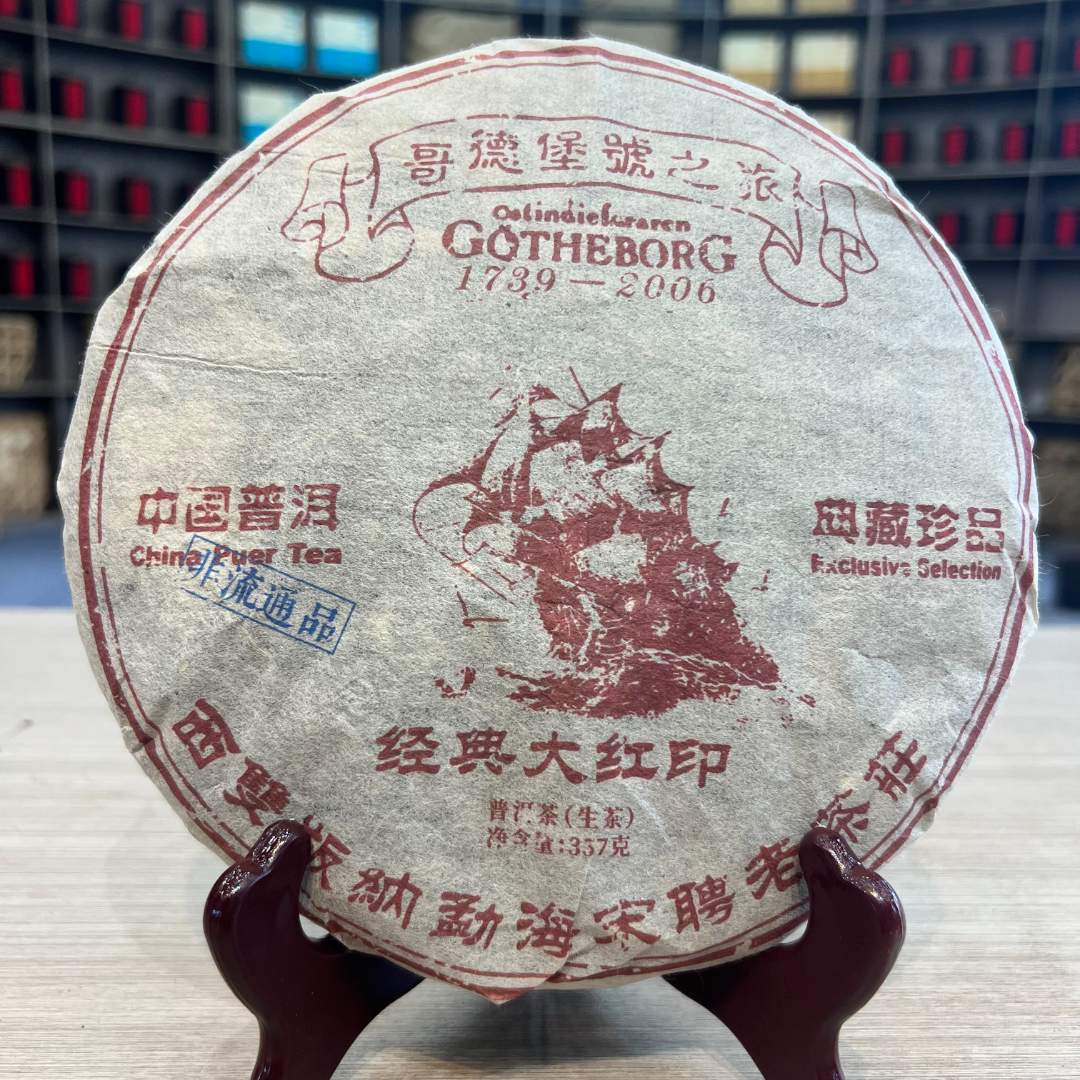 哥德堡號之旅
Ostindiefararen
GÖTHEBORG
1739—2006
中国普洱
China Puer Tea
非流通品
典藏珍品
Exclusive Selection
经典大红印
普洱茶(生茶)
净含量:357克
西雙版納勐海宋聘老茶莊